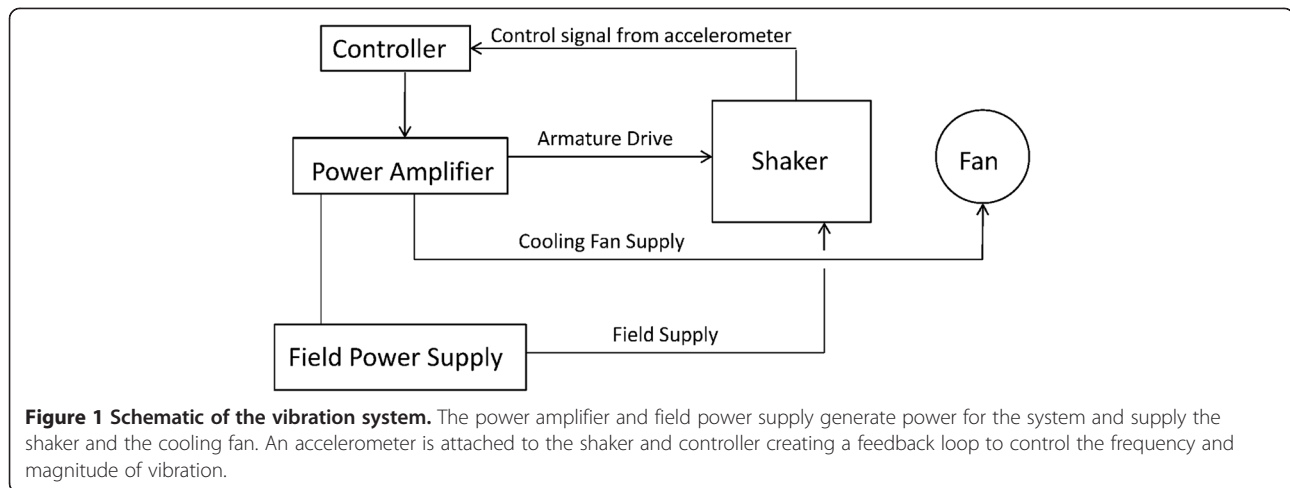 Controller
Control signal from accelerometer
Armature Drive
Power Amplifier
Shaker
Fan
Cooling Fan Supply
Field Supply
Field Power Supply
Figure 1 Schematic of the vibration system. The power amplifier and field power supply generate power for the system and supply the
shaker and the cooling fan. An accelerometer is attached to the shaker and controller creating a feedback loop to control the frequency and
magnitude of vibration.